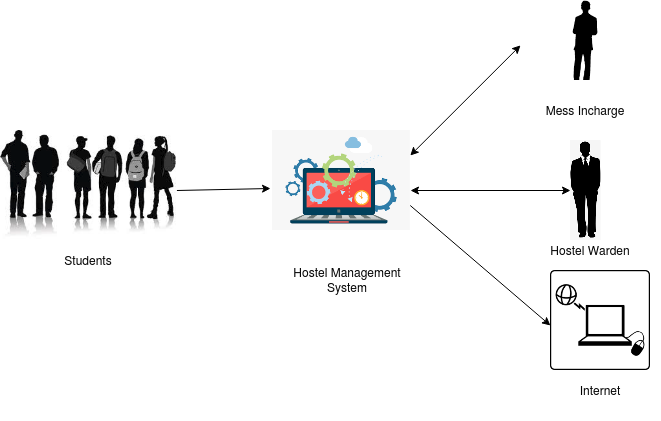 Mess Incharge
Hostel Warden
Students
Hostel Management
System
Internet